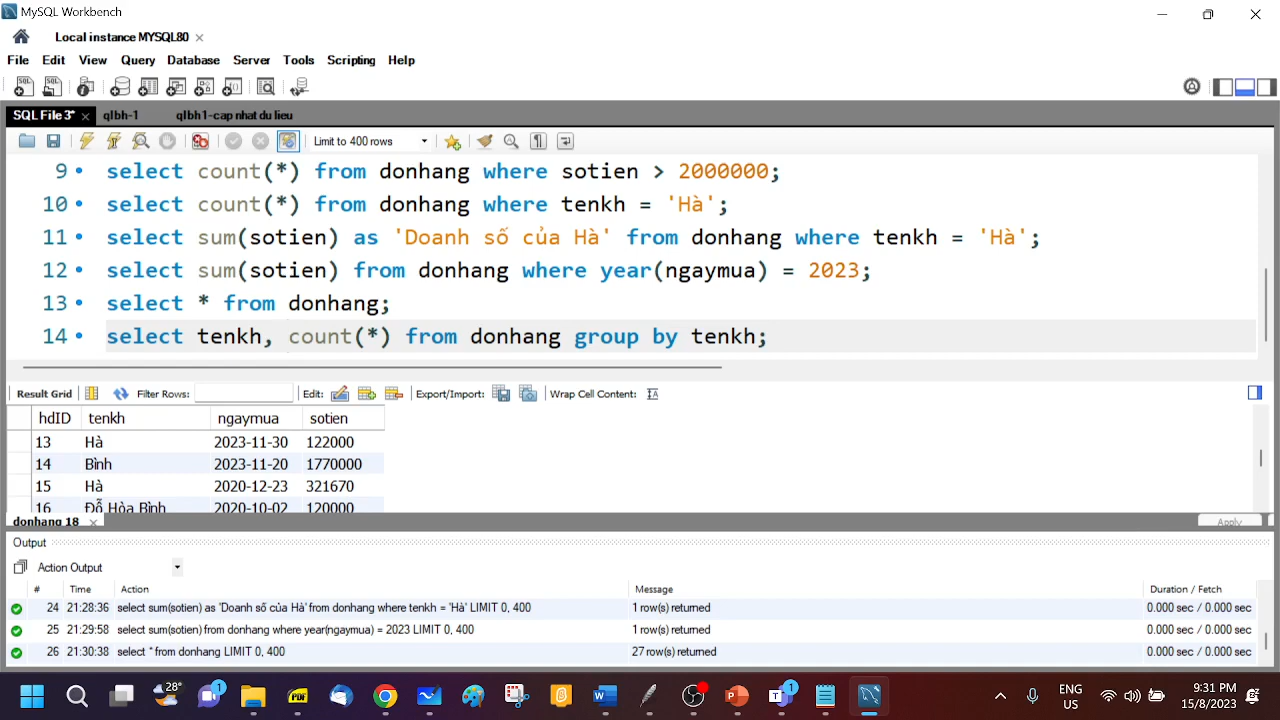 MySQL Workbench
Local instance MYSQL80
File Edit View Query Database Server Tools Scripting Help
SQL File 3* qlbh-1 qlbh1-cap nhat du lieu
Limit to 400 rows
9 select count(*) from donhang where sotien > 2000000;
10 select count(*) from donhang where tenkh = 'Hà';
11 select sum(sotien) as 'Doanh số của Hà' from donhang where tenkh = 'Hà';
12 select sum(sotien) from donhang where year(ngaymua) = 2023;
13 select * from donhang;
14 select tenkh, count(*) from donhang group by tenkh;
Result Grid Filter Rows: Edit: Export/Import: Wrap Cell Content:
hdID tenkh ngaymua sotien
13 Hà 2023-11-30 122000
14 Bình 2023-11-20 1770000
15 Hà 2020-12-23 321670
16 Đỗ Hòa Bình 2020-10-02 120000
donhang 18 Apply
Output
Action Output
# Time Action Message Duration / Fetch
24 21:28:36 select sum(sotien) as 'Doanh số của Hà' from donhang where tenkh = 'Hà' LIMIT 0, 400 1 row(s) returned 0.000 sec / 0.000 sec
25 21:29:58 select sum(sotien) from donhang where year(ngaymua) = 2023 LIMIT 0, 400 1 row(s) returned 0.000 sec / 0.000 sec
26 21:30:38 select * from donhang LIMIT 0, 400 27 row(s) returned 0.000 sec / 0.000 sec
28° 1 PDF 1 ENG 9:31 PM
US 15/8/2023